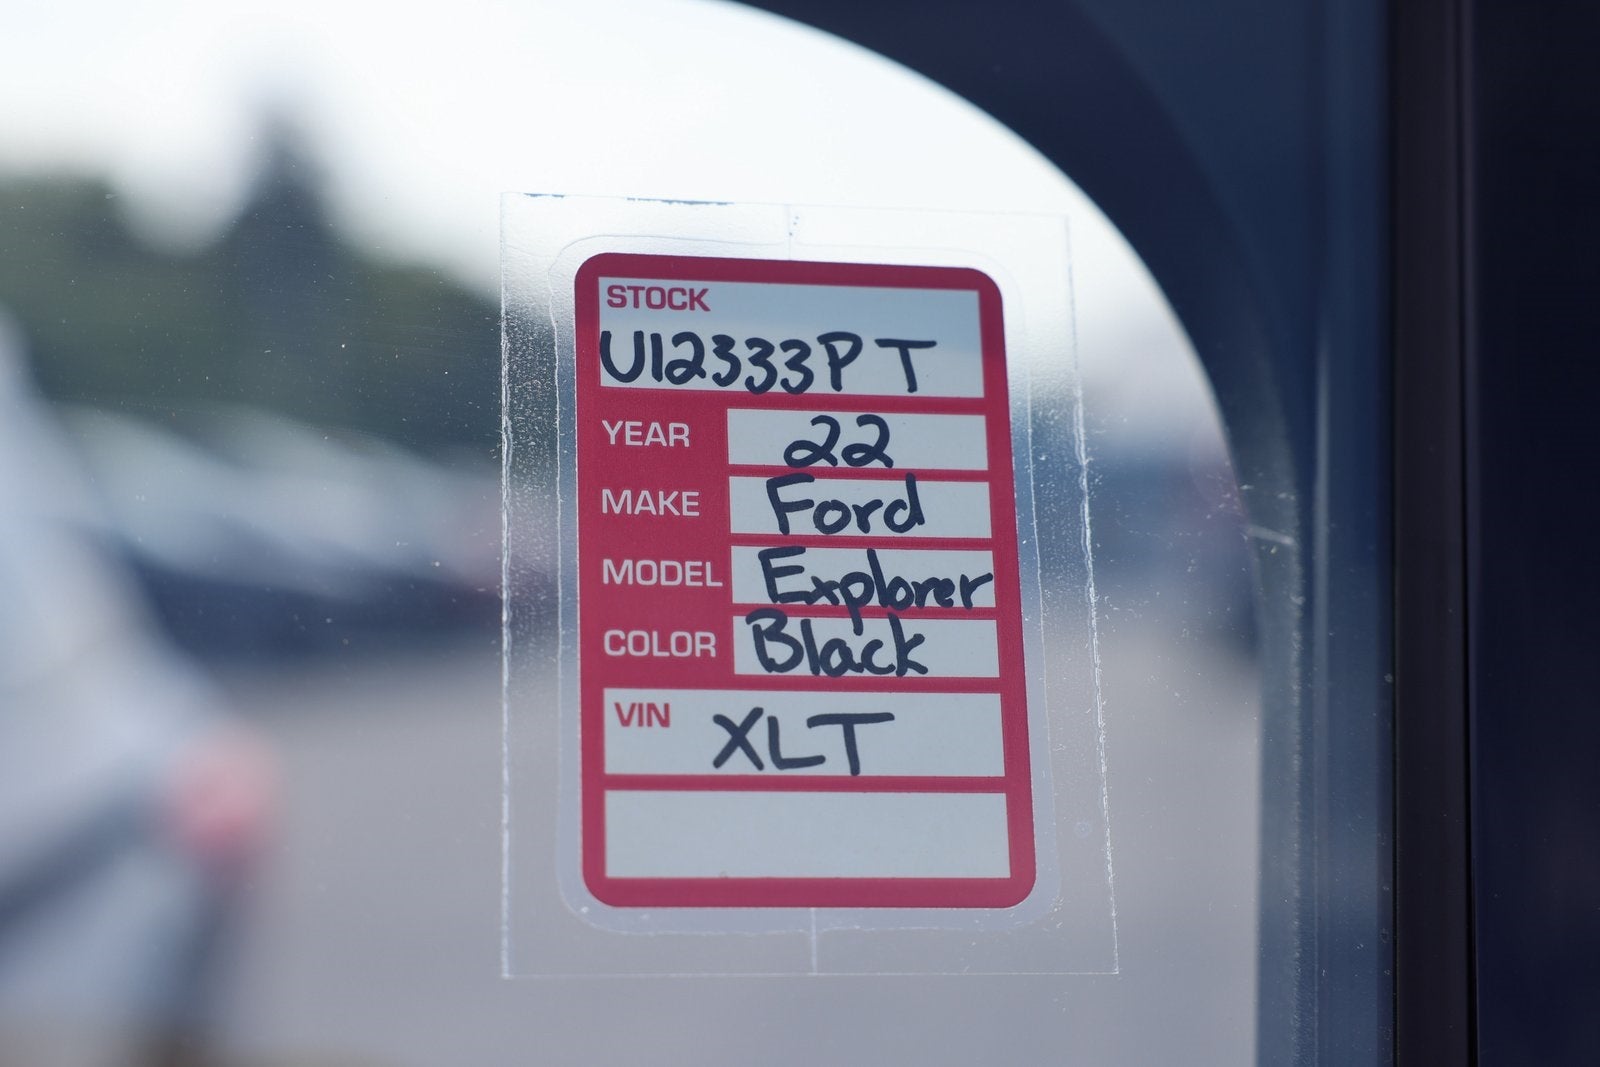 STOCK
U12333PT
YEAR 22
MAKE Ford
MODEL Explorer
COLOR Black
VIN XLT